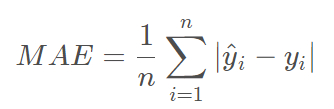 MAE = \frac{1}{n} \sum_{i=1}^{n} |\hat{y}_i - y_i|